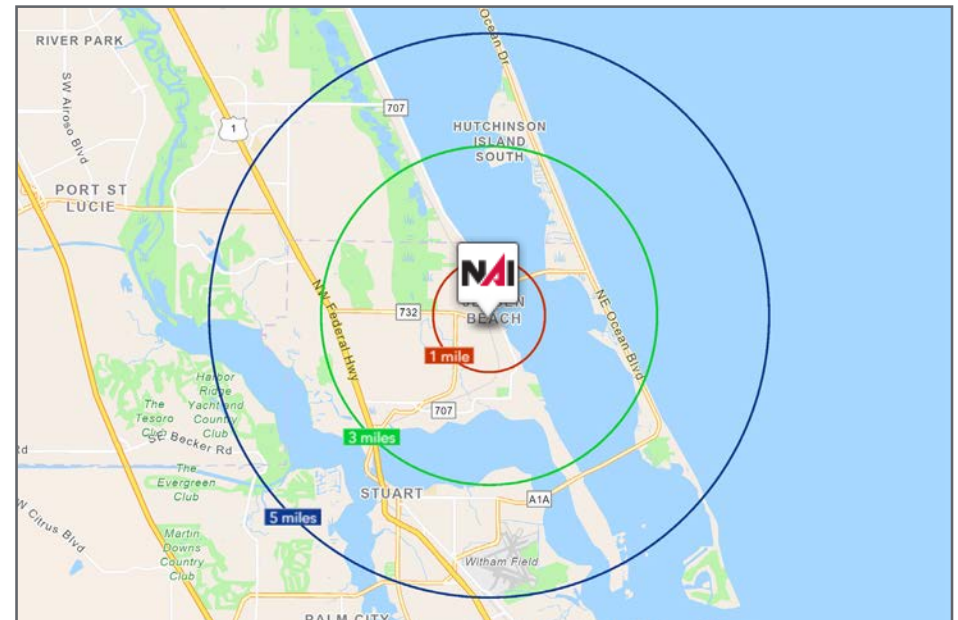 Ocean Dr
RIVER PARK
SW Airoso Blvd
707
1
HUTCHINSON
ISLAND
SOUTH
PORT ST
LUCIE
NAI
BEACH
732
NW Federal Hwy
NE Ocean Blvd
1 mile
Harbor
Ridge
Yacht and
Country
Club
The
Tesoro
Club
SE Becker Rd
707
3 miles
Rd
The
Evergreen
Club
STUART
A1A
5 miles
SW Citrus Blvd
Martin
Downs
Country
Club
Witham Field
PALM CITY